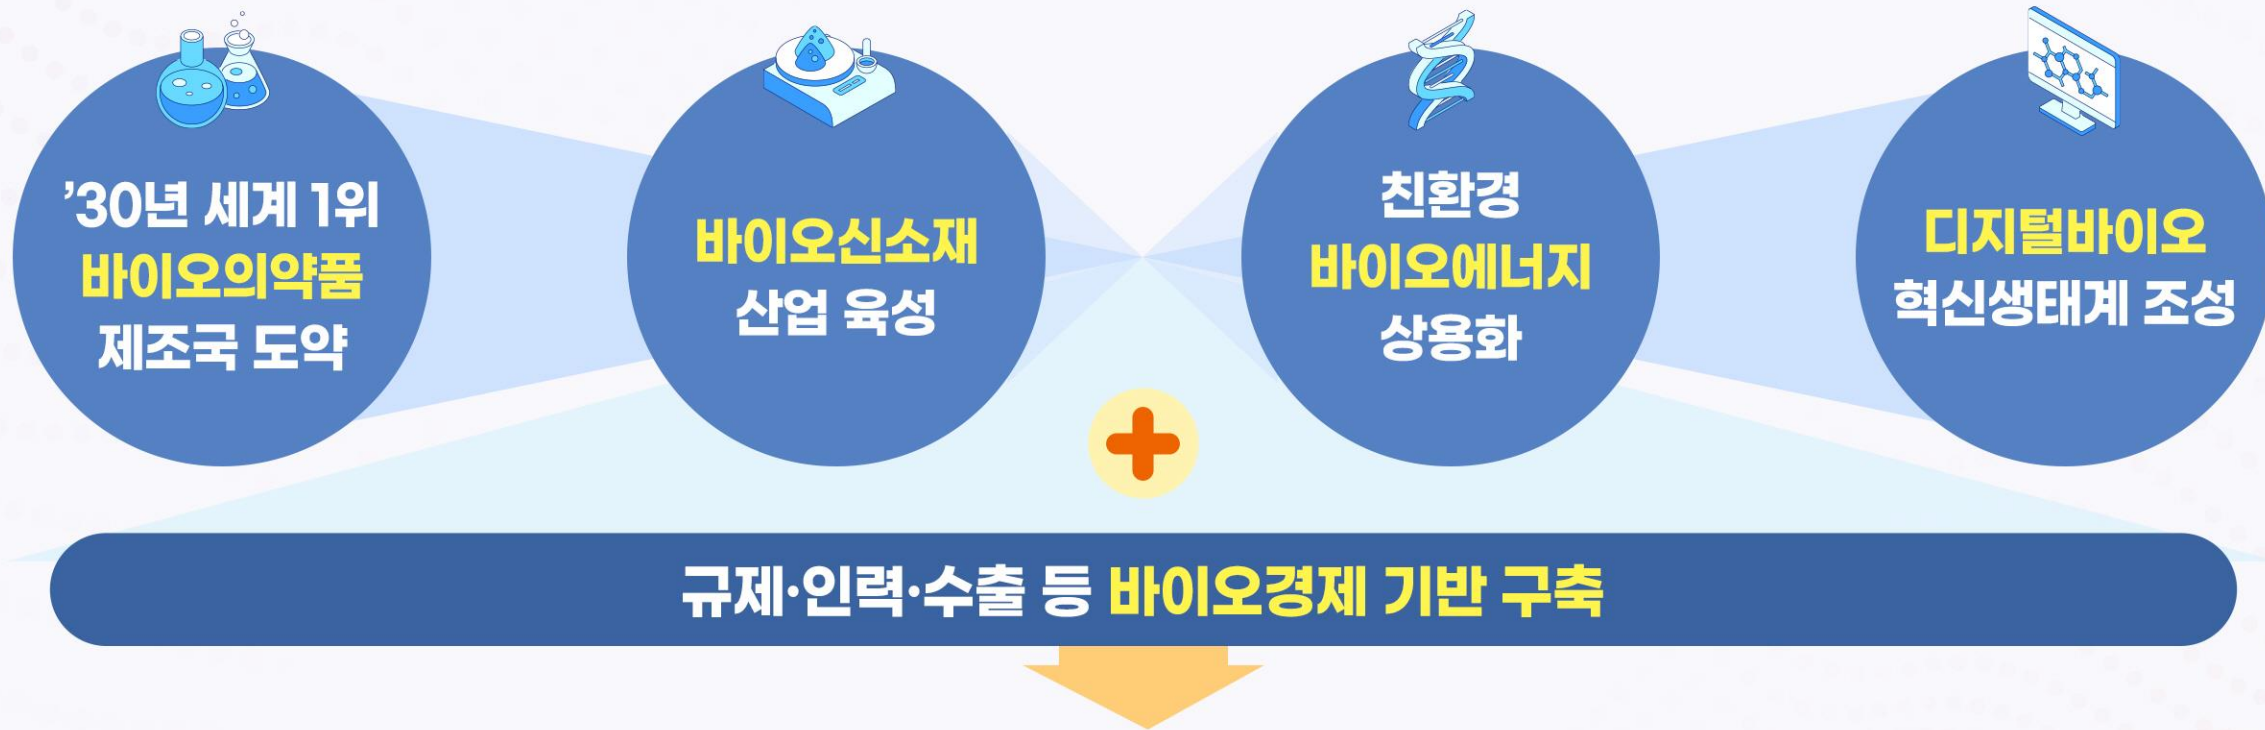 ’30년 세계 1위
바이오의약품
제조국 도약
바이오신소재
산업 육성
친환경
바이오에너지
상용화
디지털바이오
혁신생태계 조성
규제·인력·수출 등 바이오경제 기반 구축